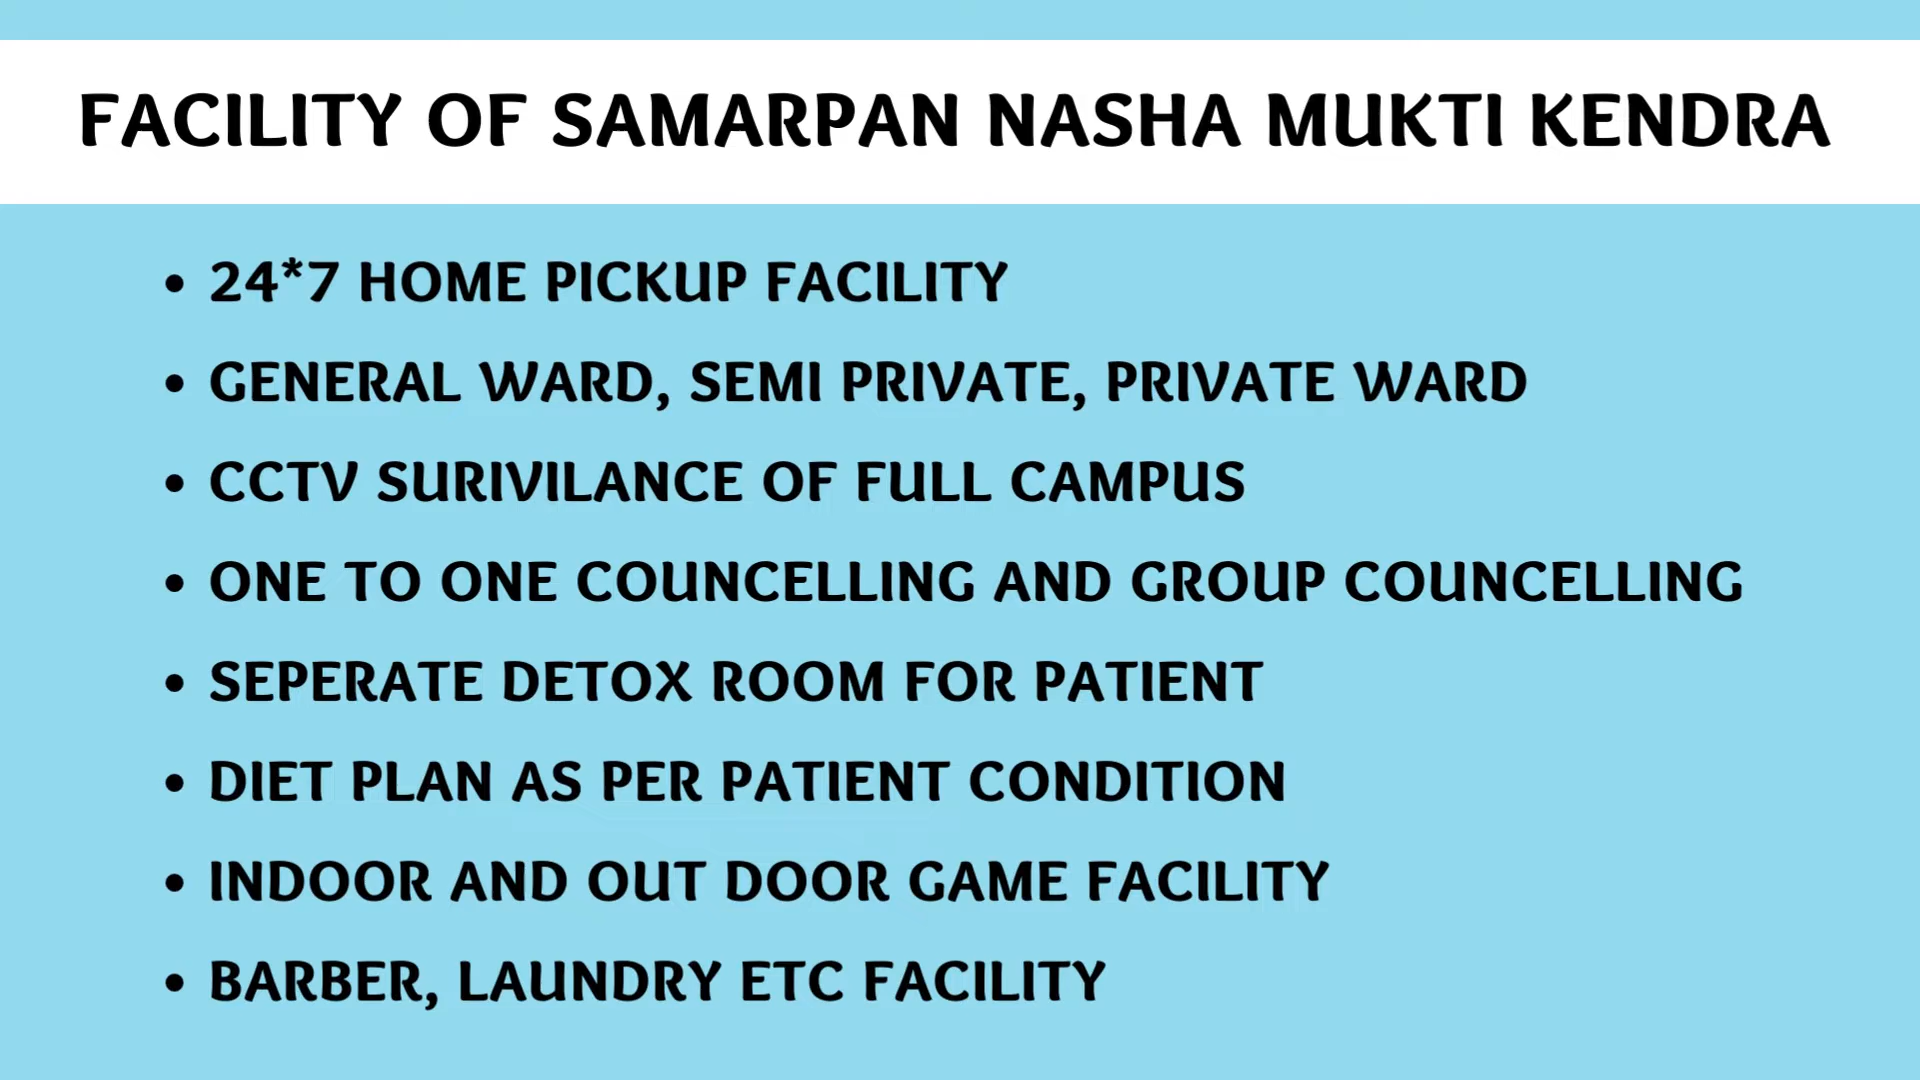 FACILITY OF SAMARPAN NASHA MUKTI KENDRA
• 24*7 HOME PICKUP FACILITY
• GENERAL WARD, SEMI PRIVATE, PRIVATE WARD
• CCTV SURIVILANCE OF FULL CAMPUS
• ONE TO ONE COUNCELLING AND GROUP COUNCELLING
• SEPERATE DETOX ROOM FOR PATIENT
• DIET PLAN AS PER PATIENT CONDITION
• INDOOR AND OUT DOOR GAME FACILITY
• BARBER, LAUNDRY ETC FACILITY